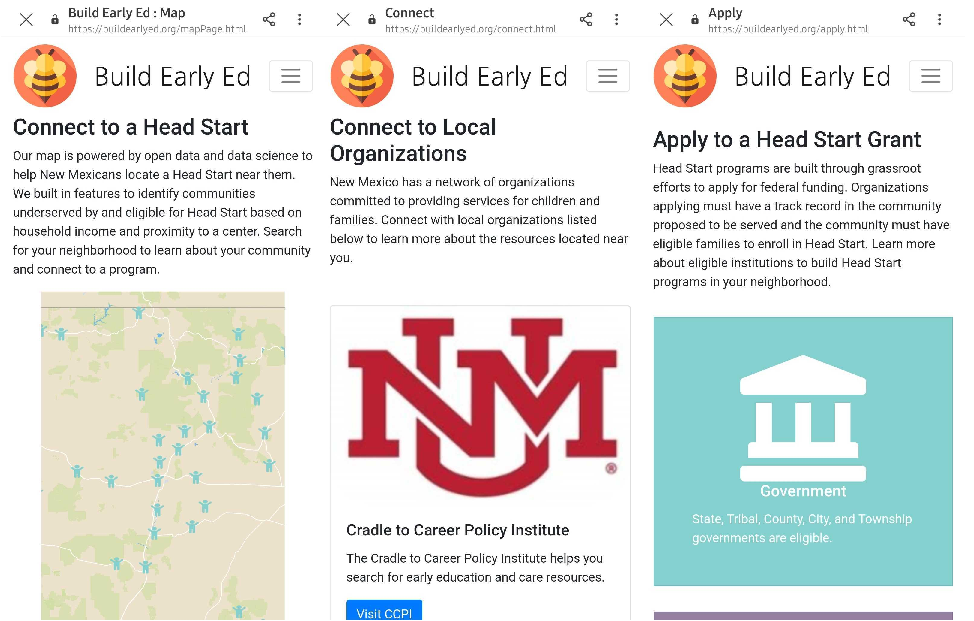 Build Early Ed : Map
https://buildearlyed.org/mapPage.html
Build Early Ed
Connect to a Head Start
Our map is powered by open data and data science to
help New Mexicans locate a Head Start near them.
We built in features to identify communities
underserved by and eligible for Head Start based on
household income and proximity to a center. Search
for your neighborhood to learn about your community
and connect to a program.
Connect
https://buildearlyed.org/connect.html
Build Early Ed
Connect to Local
Organizations
New Mexico has a network of organizations
committed to providing services for children and
families. Connect with local organizations listed
below to learn more about the resources located near
you.
NM
U
®
Cradle to Career Policy Institute
The Cradle to Career Policy Institute helps you
search for early education and care resources.
Visit CCPI
Apply
https://buildearlyed.org/apply.html
Build Early Ed
Apply to a Head Start Grant
Head Start programs are built through grassroot
efforts to apply for federal funding. Organizations
applying must have a track record in the community
proposed to be served and the community must have
eligible families to enroll in Head Start. Learn more
about eligible institutions to build Head Start
programs in your neighborhood.
Government
State, Tribal, County, City, and Township
governments are eligible.